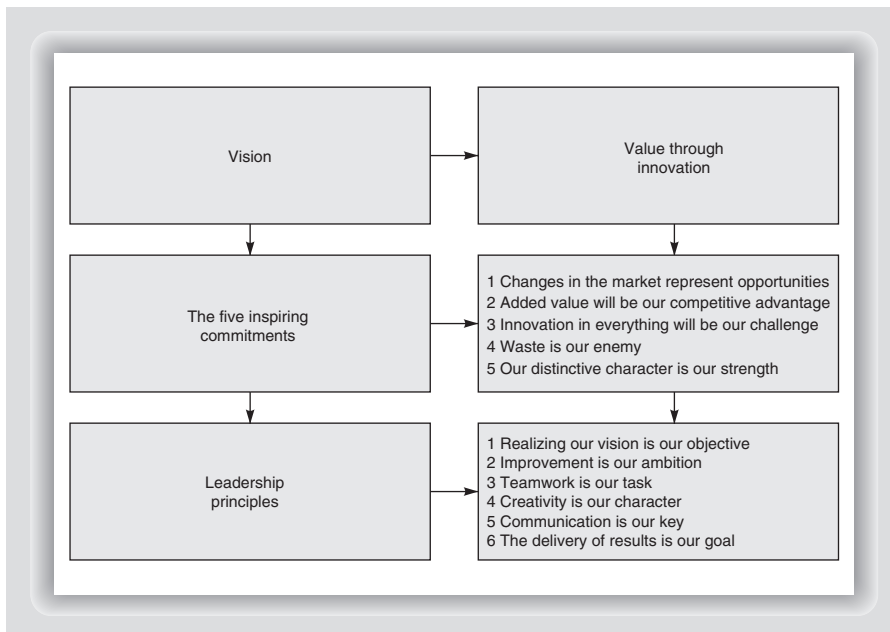 Vision
Value through
innovation
The five inspiring
commitments
1 Changes in the market represent opportunities
2 Added value will be our competitive advantage
3 Innovation in everything will be our challenge
4 Waste is our enemy
5 Our distinctive character is our strength
Leadership
principles
1 Realizing our vision is our objective
2 Improvement is our ambition
3 Teamwork is our task
4 Creativity is our character
5 Communication is our key
6 The delivery of results is our goal